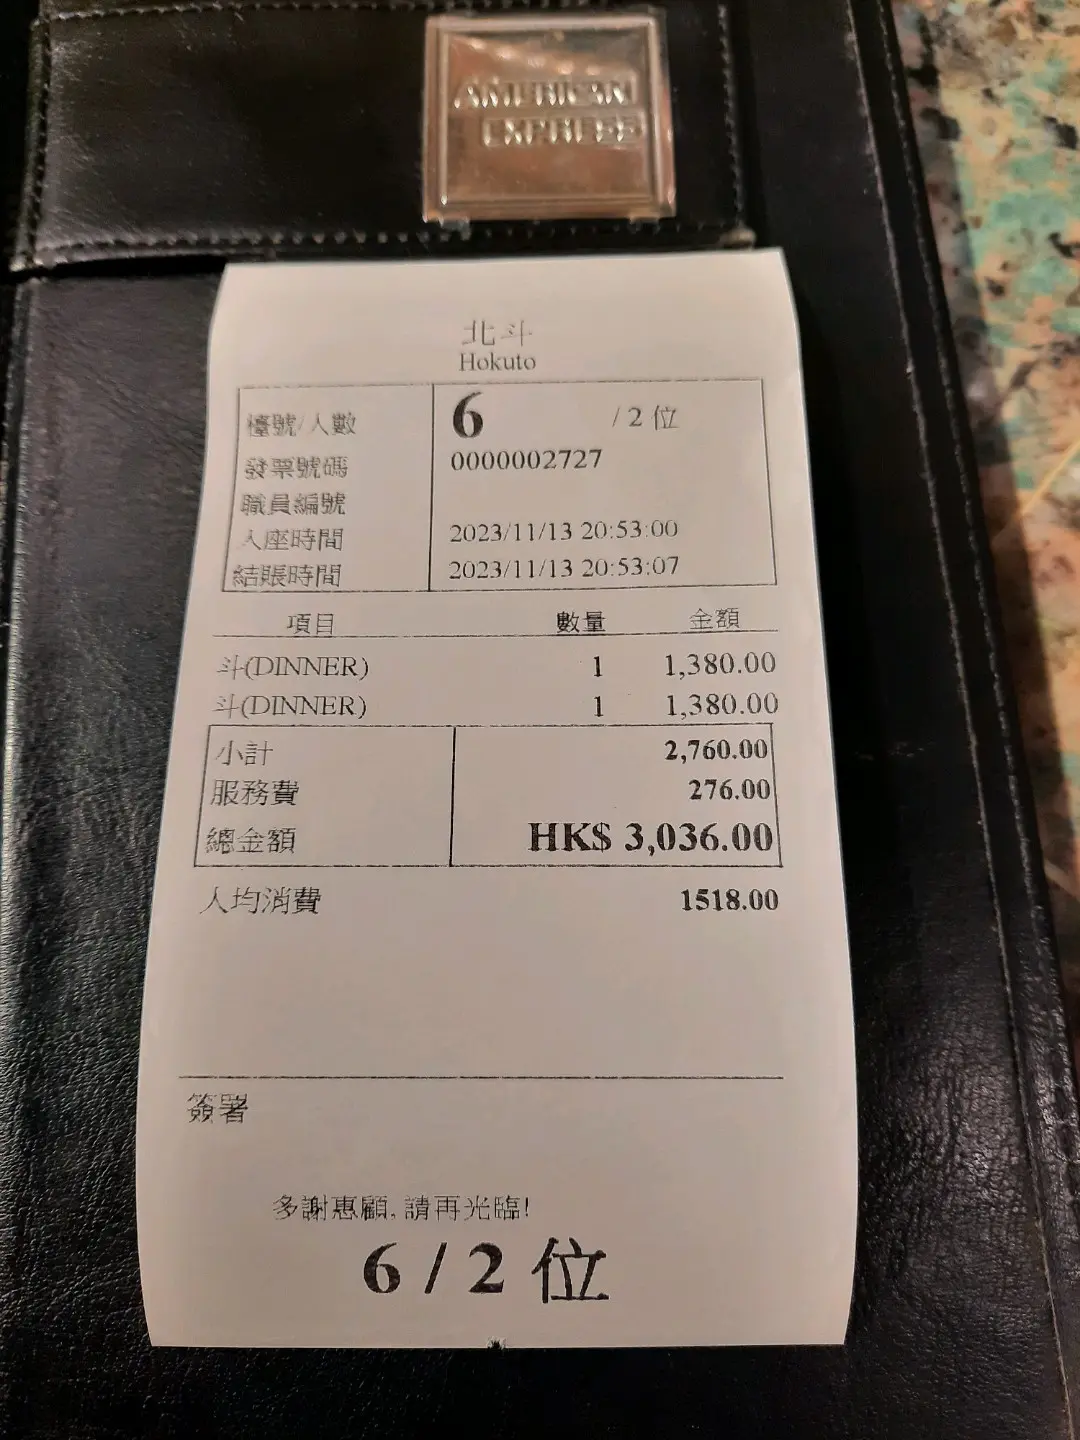 AMERICAN
EXPRESS
北斗
Hokuto
檯號/人數 6 / 2 位
發票號碼 0000002727
職員編號
入座時間 2023/11/13 20:53:00
結賬時間 2023/11/13 20:53:07
項目 數量 金額
斗(DINNER) 1 1,380.00
斗(DINNER) 1 1,380.00
小計 2,760.00
服務費 276.00
總金額 HK$ 3,036.00
人均消費 1518.00
簽署
多謝惠顧, 請再光臨!
6 / 2 位